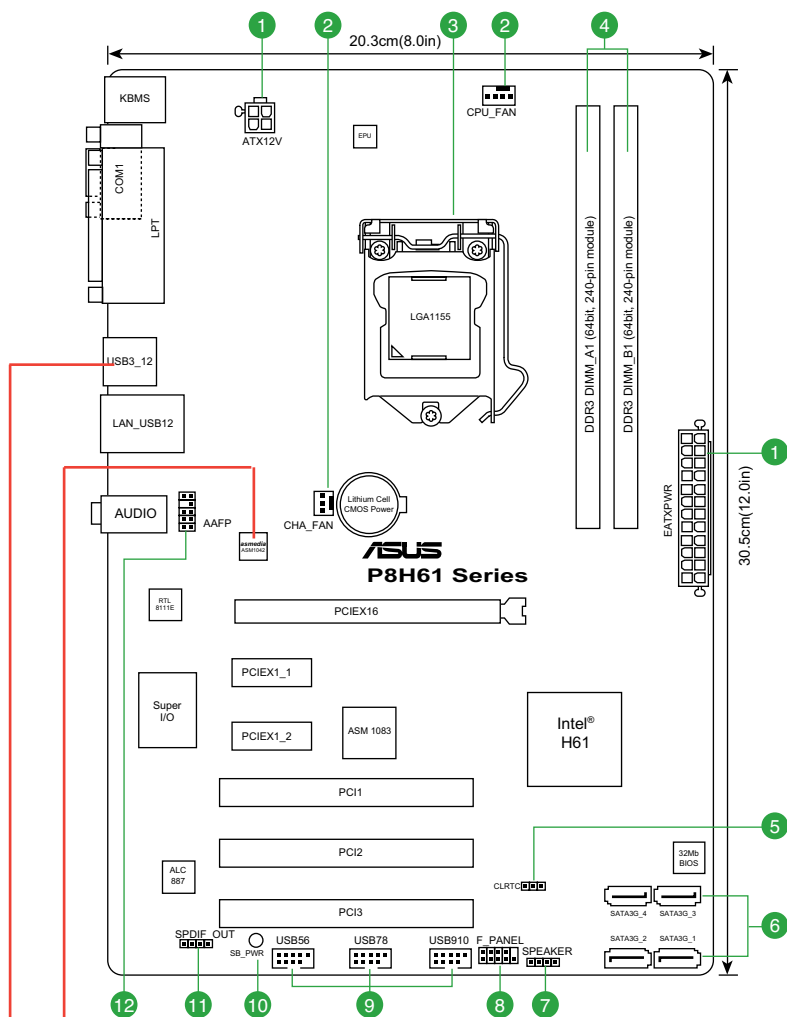 1
2
3
2
4
20.3cm(8.0in)
KBMS
ATX12V
EPU
CPU_FAN
COM1
LPT
LGA1155
DDR3 DIMM_A1 (64bit, 240-pin module)
DDR3 DIMM_B1 (64bit, 240-pin module)
USB3_12
LAN_USB12
EATXPWR
1
30.5cm(12.0in)
AUDIO
AAFP
CHA_FAN
Lithium Cell
CMOS Power
asmedia
ASM1042
ASUS
P8H61 Series
RTL
8111E
PCIEX16
PCIEX1_1
Super
I/O
PCIEX1_2
ASM 1083
Intel®
H61
PCI1
PCI2
5
32Mb
BIOS
ALC
887
CLRTC
SATA3G_4
SATA3G_3
PCI3
6
SPDIF_OUT
SB_PWR
USB56
USB78
USB910
F_PANEL
SPEAKER
SATA3G_2
SATA3G_1
12
11
10
9
8
7